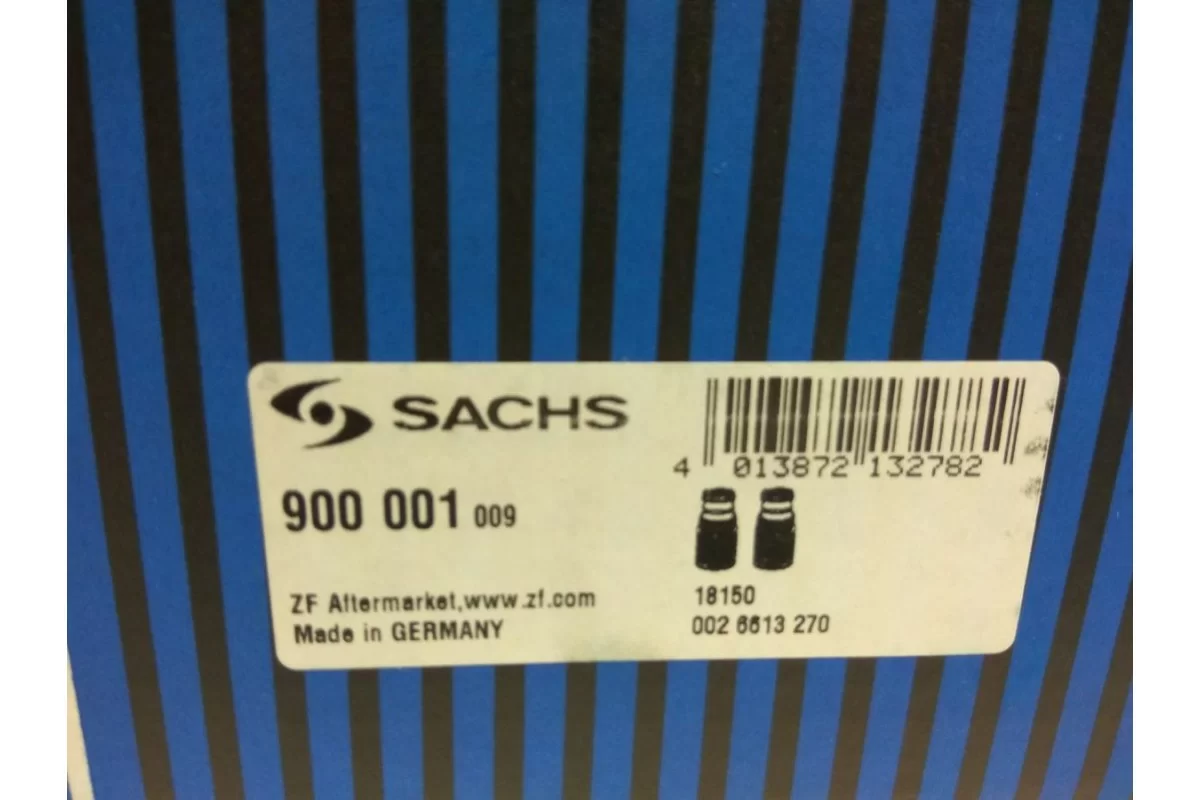 SACHS
4 013872 132782
900 001 009
ZF Aftermarket,www.zf.com
Made in GERMANY
18150
002 6613 270